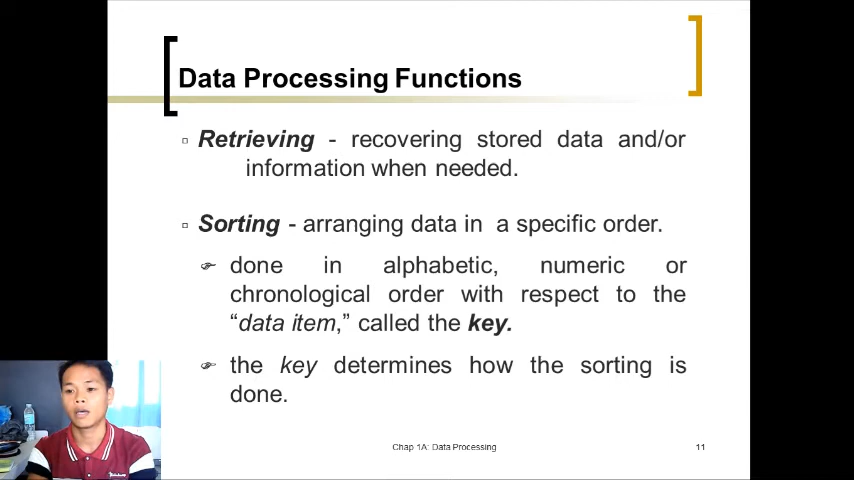 Data Processing Functions
Retrieving - recovering stored data and/or
information when needed.
Sorting - arranging data in a specific order.
done in alphabetic, numeric or
chronological order with respect to the
“data item,” called the key.
the key determines how the sorting is
done.
Chap 1A: Data Processing
11